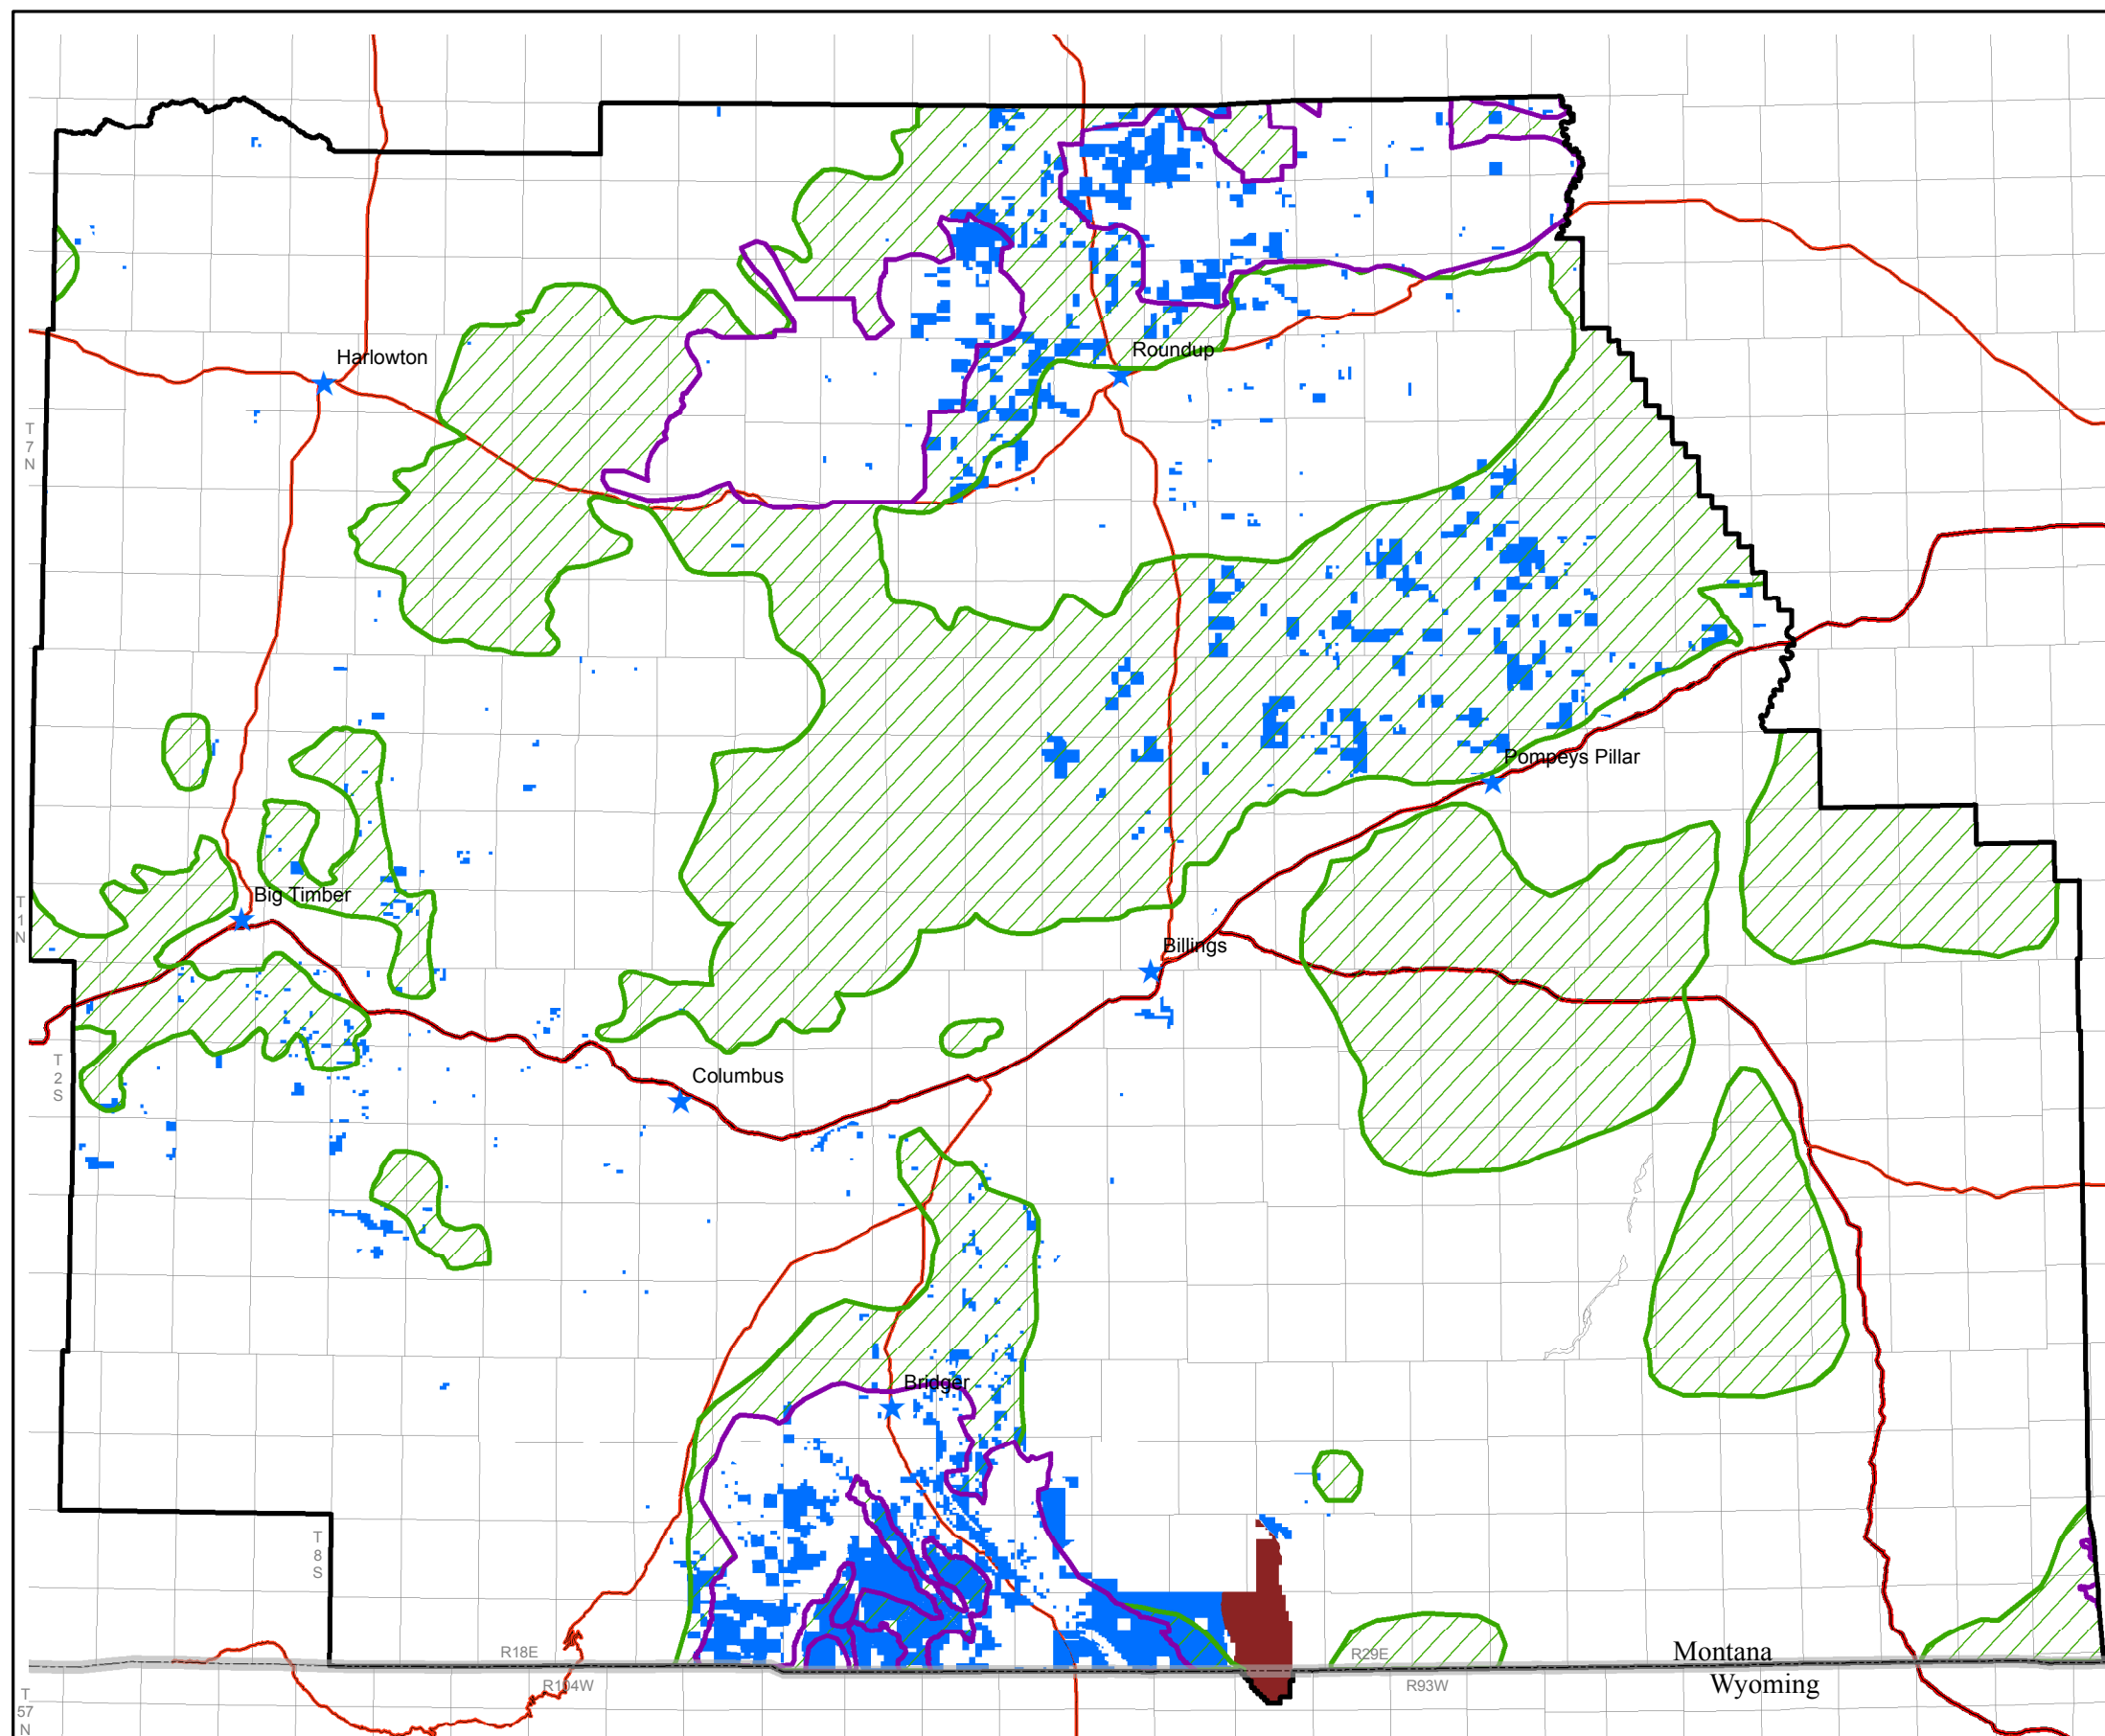 Harlowton
Roundup
T
7
N
Pompeys Pillar
Big Timber
T
1
N
Billings
T
2
S
Columbus
Bridger
T
8
S
R18E
R29E
Montana
R104W
R93W
Wyoming
T
57
N